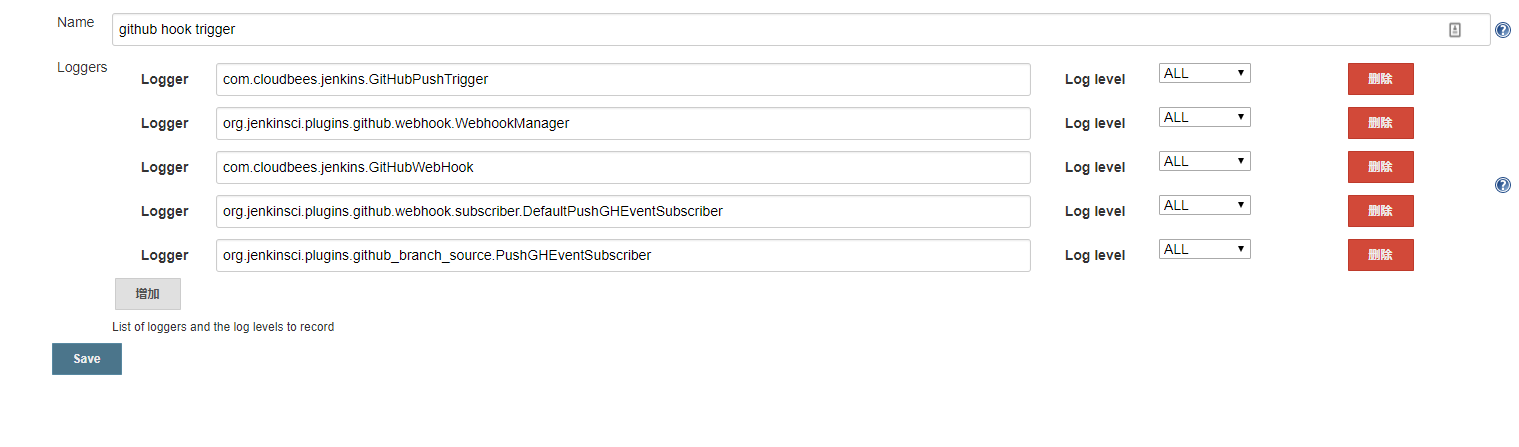 Name github hook trigger
Loggers
Logger com.cloudbees.jenkins.GitHubPushTrigger Log level ALL 删除
Logger org.jenkinsci.plugins.github.webhook.WebhookManager Log level ALL 删除
Logger com.cloudbees.jenkins.GitHubWebHook Log level ALL 删除
Logger org.jenkinsci.plugins.github.webhook.subscriber.DefaultPushGHEventSubscriber Log level ALL 删除
Logger org.jenkinsci.plugins.github_branch_source.PushGHEventSubscriber Log level ALL 删除
增加
List of loggers and the log levels to record
Save